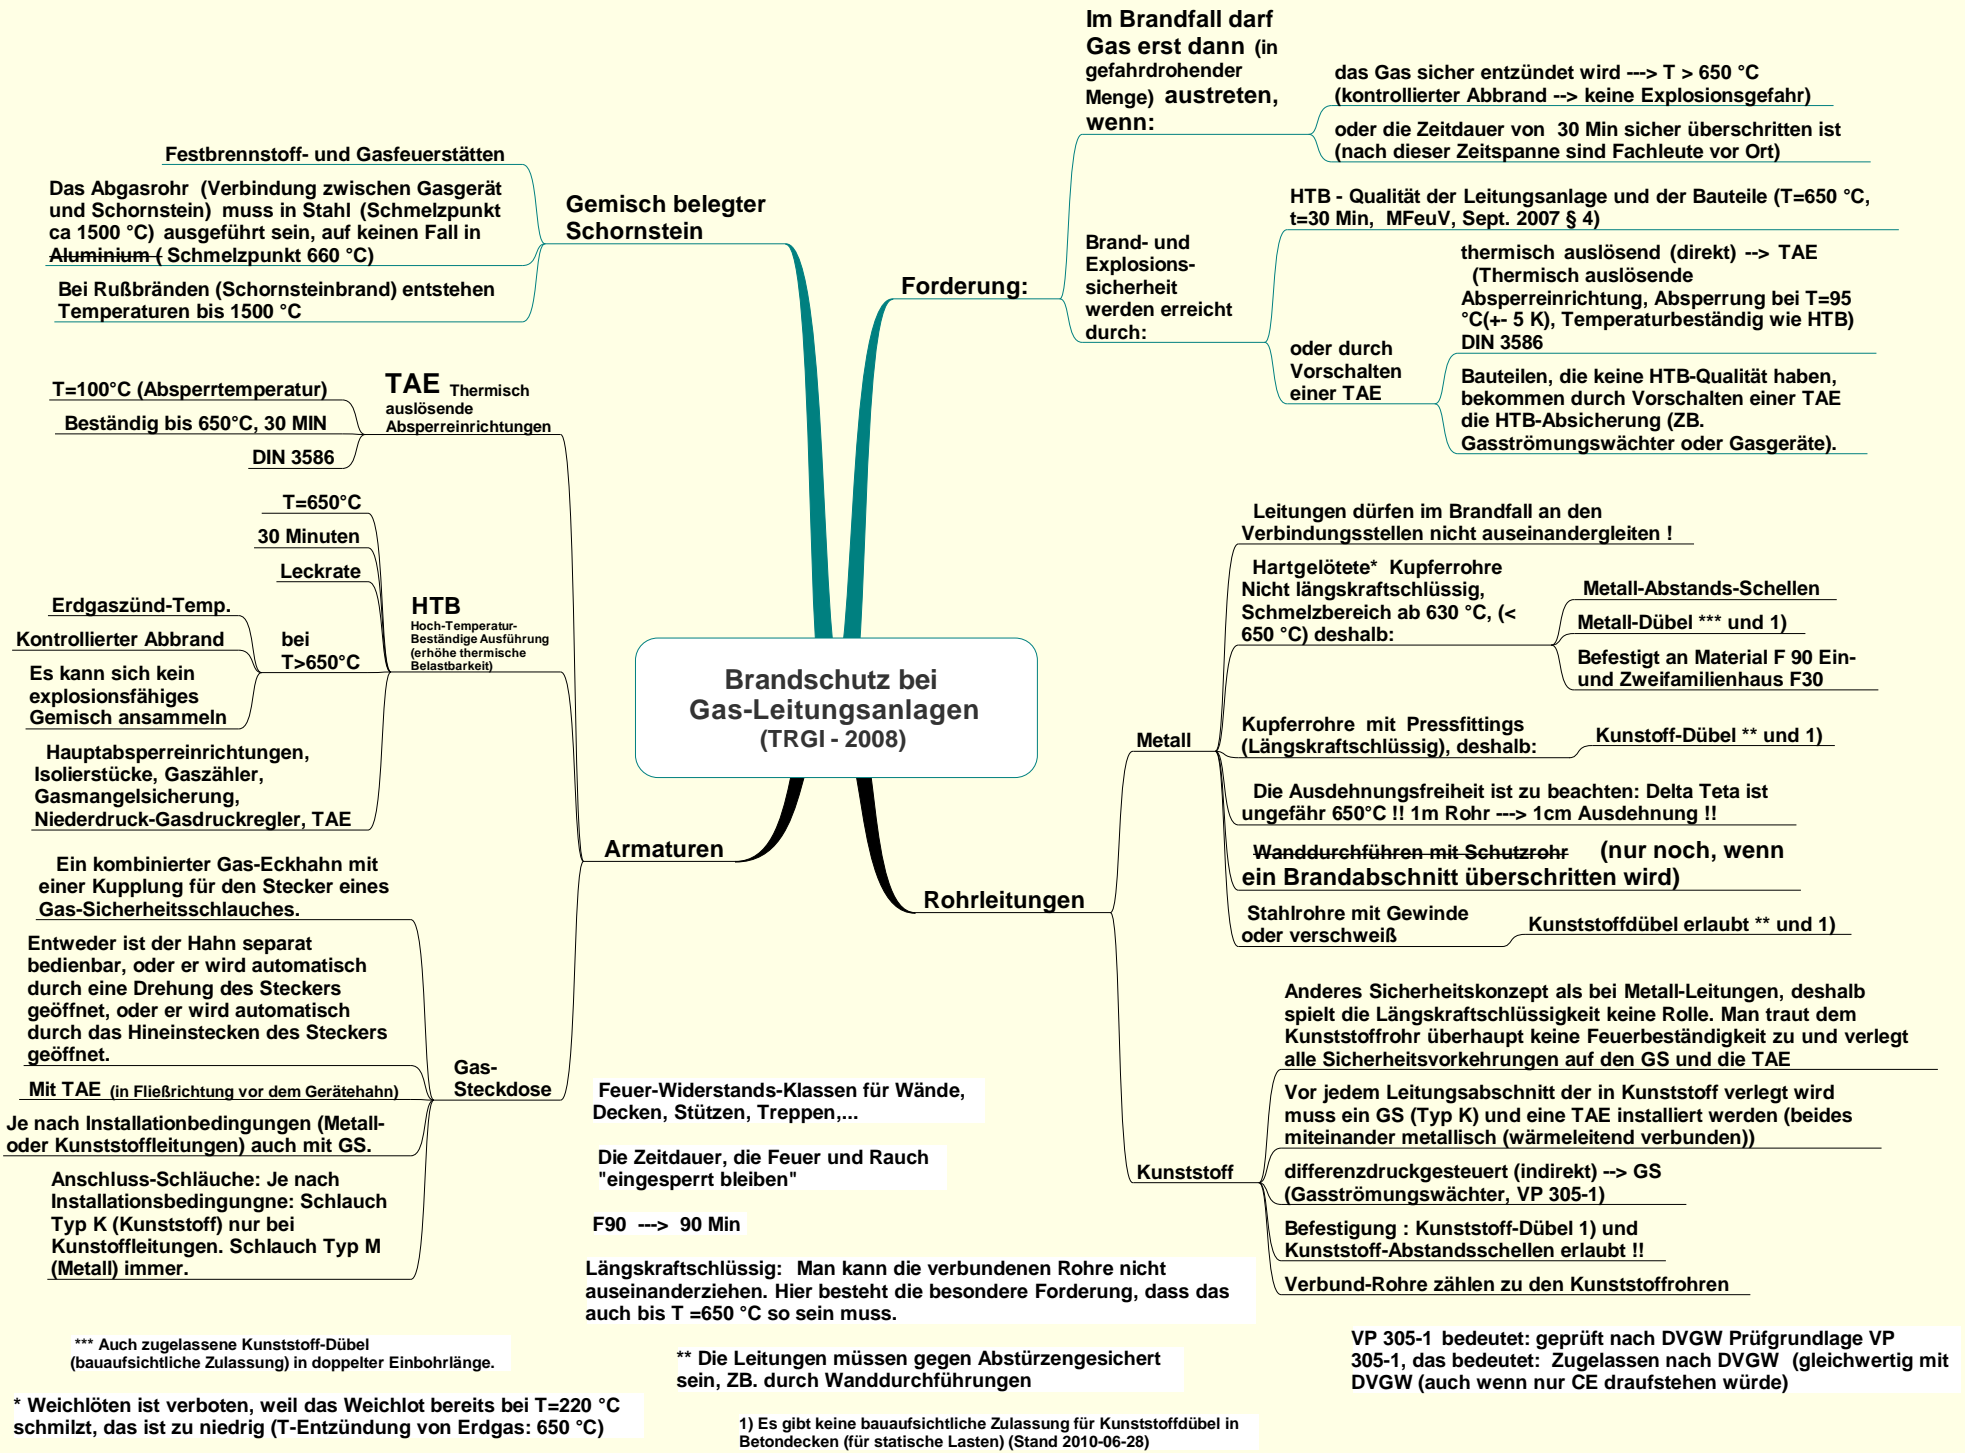 Brandschutz bei
Gas-Leitungsanlagen
(TRGI - 2008)
Gemisch belegter
Schornstein
Festbrennstoff- und Gasfeuerstätten
Das Abgasrohr (Verbindung zwischen Gasgerät
und Schornstein) muss in Stahl (Schmelzpunkt
ca 1500 °C) ausgeführt sein, auf keinen Fall in
Aluminium ( Schmelzpunkt 660 °C)
Bei Rußbränden (Schornsteinbrand) entstehen
Temperaturen bis 1500 °C
Forderung:
Im Brandfall darf
Gas erst dann (in
gefahrdrohender
Menge) austreten,
wenn:
das Gas sicher entzündet wird ---> T > 650 °C
(kontrollierter Abbrand --> keine Explosionsgefahr)
oder die Zeitdauer von 30 Min sicher überschritten ist
(nach dieser Zeitspanne sind Fachleute vor Ort)
Brand- und
Explosions-
sicherheit
werden erreicht
durch:
HTB - Qualität der Leitungsanlage und der Bauteile (T=650 °C,
t=30 Min, MFeuV, Sept. 2007 § 4)
oder durch
Vorschalten
einer TAE
thermisch auslösend (direkt) --> TAE
(Thermisch auslösende
Absperreinrichtung, Absperrung bei T=95
°C(+- 5 K), Temperaturbeständig wie HTB)
DIN 3586
Bauteilen, die keine HTB-Qualität haben,
bekommen durch Vorschalten einer TAE
die HTB-Absicherung (ZB.
Gasströmungswächter oder Gasgeräte).
Armaturen
TAE Thermisch
auslösende
Absperreinrichtungen
T=100°C (Absperrtemperatur)
Beständig bis 650°C, 30 MIN
DIN 3586
HTB
Hoch-Temperatur-
Beständige Ausführung
(erhöhe thermische
Belastbarkeit)
T=650°C
30 Minuten
Leckrate
bei
T>650°C
Erdgaszünd-Temp.
Kontrollierter Abbrand
Es kann sich kein
explosionsfähiges
Gemisch ansammeln
Hauptabsperreinrichtungen,
Isolierstücke, Gaszähler,
Gasmangelsicherung,
Niederdruck-Gasdruckregler, TAE
Gas-
Steckdose
Ein kombinierter Gas-Eckhahn mit
einer Kupplung für den Stecker eines
Gas-Sicherheitsschlauches.
Entweder ist der Hahn separat
bedienbar, oder er wird automatisch
durch eine Drehung des Steckers
geöffnet, oder er wird automatisch
durch das Hineinstecken des Steckers
geöffnet.
Mit TAE (in Fließrichtung vor dem Gerätehahn)
Je nach Installationbedingungen (Metall-
oder Kunststoffleitungen) auch mit GS.
Anschluss-Schläuche: Je nach
Installationsbedingungne: Schlauch
Typ K (Kunststoff) nur bei
Kunstoffleitungen. Schlauch Typ M
(Metall) immer.
Rohrleitungen
Metall
Leitungen dürfen im Brandfall an den
Verbindungsstellen nicht auseinandergleiten !
Hartgelötete* Kupferrohre
Nicht längskraftschlüssig,
Schmelzbereich ab 630 °C, (<
650 °C) deshalb:
Metall-Abstands-Schellen
Metall-Dübel *** und 1)
Befestigt an Material F 90 Ein-
und Zweifamilienhaus F30
Kupferrohre mit Pressfittings
(Längskraftschlüssig), deshalb:
Kunstoff-Dübel ** und 1)
Die Ausdehnungsfreiheit ist zu beachten: Delta Teta ist
ungefähr 650°C !! 1m Rohr ---> 1cm Ausdehnung !!
Wanddurchführen mit Schutzrohr (nur noch, wenn
ein Brandabschnitt überschritten wird)
Stahlrohre mit Gewinde
oder verschweiß
Kunststoffdübel erlaubt ** und 1)
Kunststoff
Anderes Sicherheitskonzept als bei Metall-Leitungen, deshalb
spielt die Längskraftschlüssigkeit keine Rolle. Man traut dem
Kunststoffrohr überhaupt keine Feuerbeständigkeit zu und verlegt
alle Sicherheitsvorkehrungen auf den GS und die TAE
Vor jedem Leitungsabschnitt der in Kunststoff verlegt wird
muss ein GS (Typ K) und eine TAE installiert werden (beides
miteinander metallisch (wärmeleitend verbunden))
differenzdruckgesteuert (indirekt) --> GS
(Gasströmungswächter, VP 305-1)
Befestigung : Kunststoff-Dübel 1) und
Kunststoff-Abstandsschellen erlaubt !!
Verbund-Rohre zählen zu den Kunststoffrohren
Feuer-Widerstands-Klassen für Wände,
Decken, Stützen, Treppen,...
Die Zeitdauer, die Feuer und Rauch
"eingesperrt bleiben"
F90 ---> 90 Min
Längskraftschlüssig: Man kann die verbundenen Rohre nicht
auseinanderziehen. Hier besteht die besondere Forderung, dass das
auch bis T =650 °C so sein muss.
*** Auch zugelassene Kunststoff-Dübel
(bauaufsichtliche Zulassung) in doppelter Einbohrlänge.
* Weichlöten ist verboten, weil das Weichlot bereits bei T=220 °C
schmilzt, das ist zu niedrig (T-Entzündung von Erdgas: 650 °C)
** Die Leitungen müssen gegen Abstürzengesichert
sein, ZB. durch Wanddurchführungen
1) Es gibt keine bauaufsichtliche Zulassung für Kunststoffdübel in
Betondecken (für statische Lasten) (Stand 2010-06-28)
VP 305-1 bedeutet: geprüft nach DVGW Prüfgrundlage VP
305-1, das bedeutet: Zugelassen nach DVGW (gleichwertig mit
DVGW (auch wenn nur CE draufstehen würde)